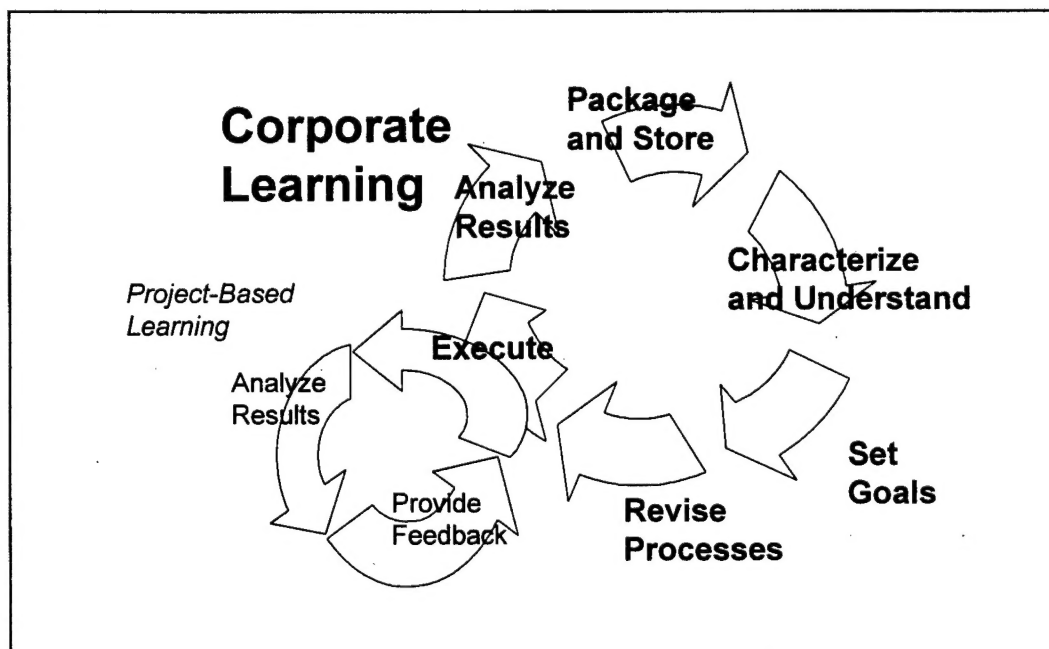 Corporate
Learning
Package
and Store
Analyze
Results
Characterize
and Understand
Project-Based
Learning
Execute
Analyze
Results
Set
Goals
Provide
Feedback
Revise
Processes